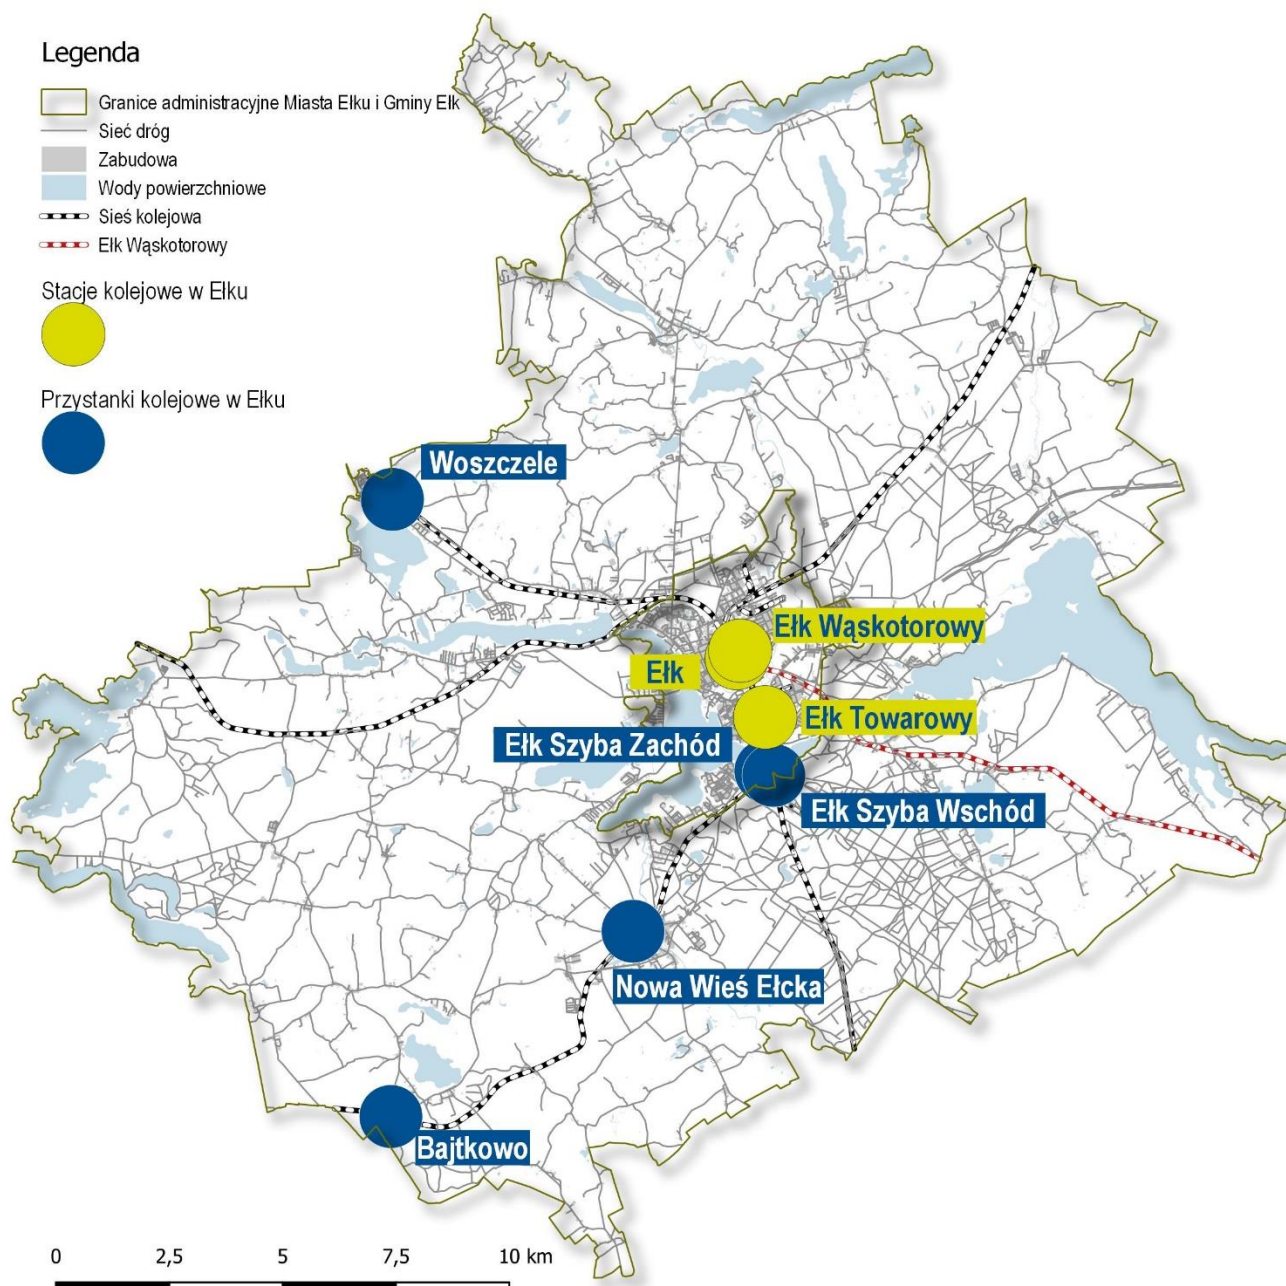 Legenda
Granice administracyjne Miasta Ełku i Gminy Ełk
Sieć dróg
Zabudowa
Wody powierzchniowe
Sieś kolejowa
Ełk Wąskotorowy
Stacje kolejowe w Ełku
Przystanki kolejowe w Ełku
Woszczele
Ełk Wąskotorowy
Ełk
Ełk Towarowy
Ełk Szyba Zachód
Ełk Szyba Wschód
Nowa Wieś Ełcka
Bajtkowo
0 2,5 5 7,5 10 km